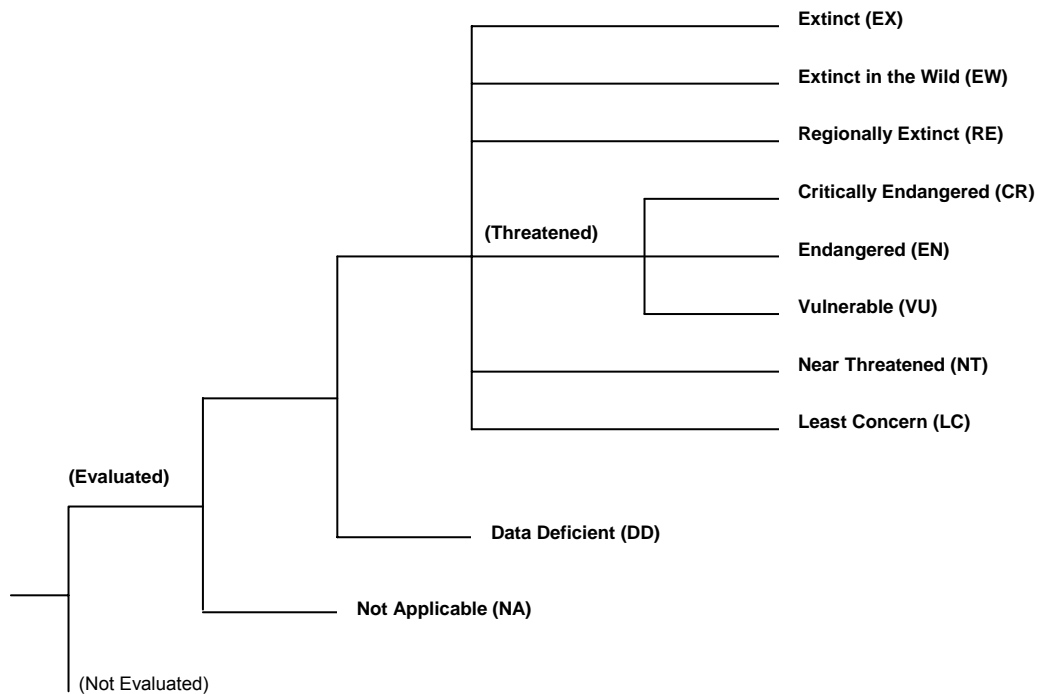 Extinct (EX)
Extinct in the Wild (EW)
Regionally Extinct (RE)
Critically Endangered (CR)
(Threatened)
Endangered (EN)
Vulnerable (VU)
Near Threatened (NT)
Least Concern (LC)
(Evaluated)
Data Deficient (DD)
Not Applicable (NA)
(Not Evaluated)